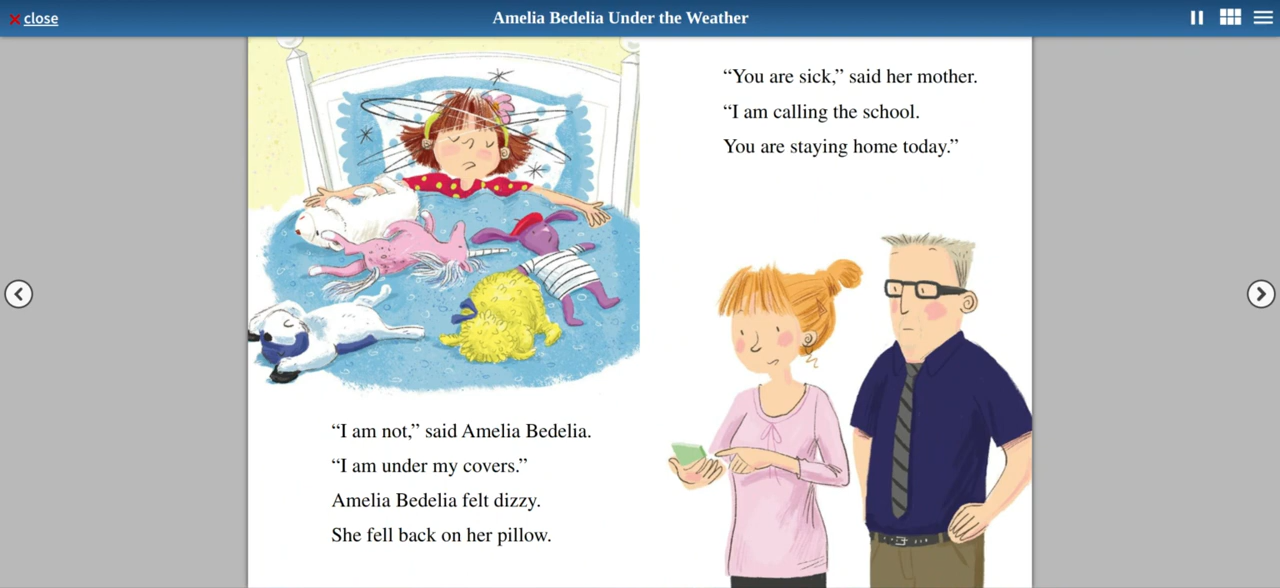 close
Amelia Bedelia Under the Weather
“I am not,” said Amelia Bedelia.
“I am under my covers.”
Amelia Bedelia felt dizzy.
She fell back on her pillow.
“You are sick,” said her mother.
“I am calling the school.
You are staying home today.”